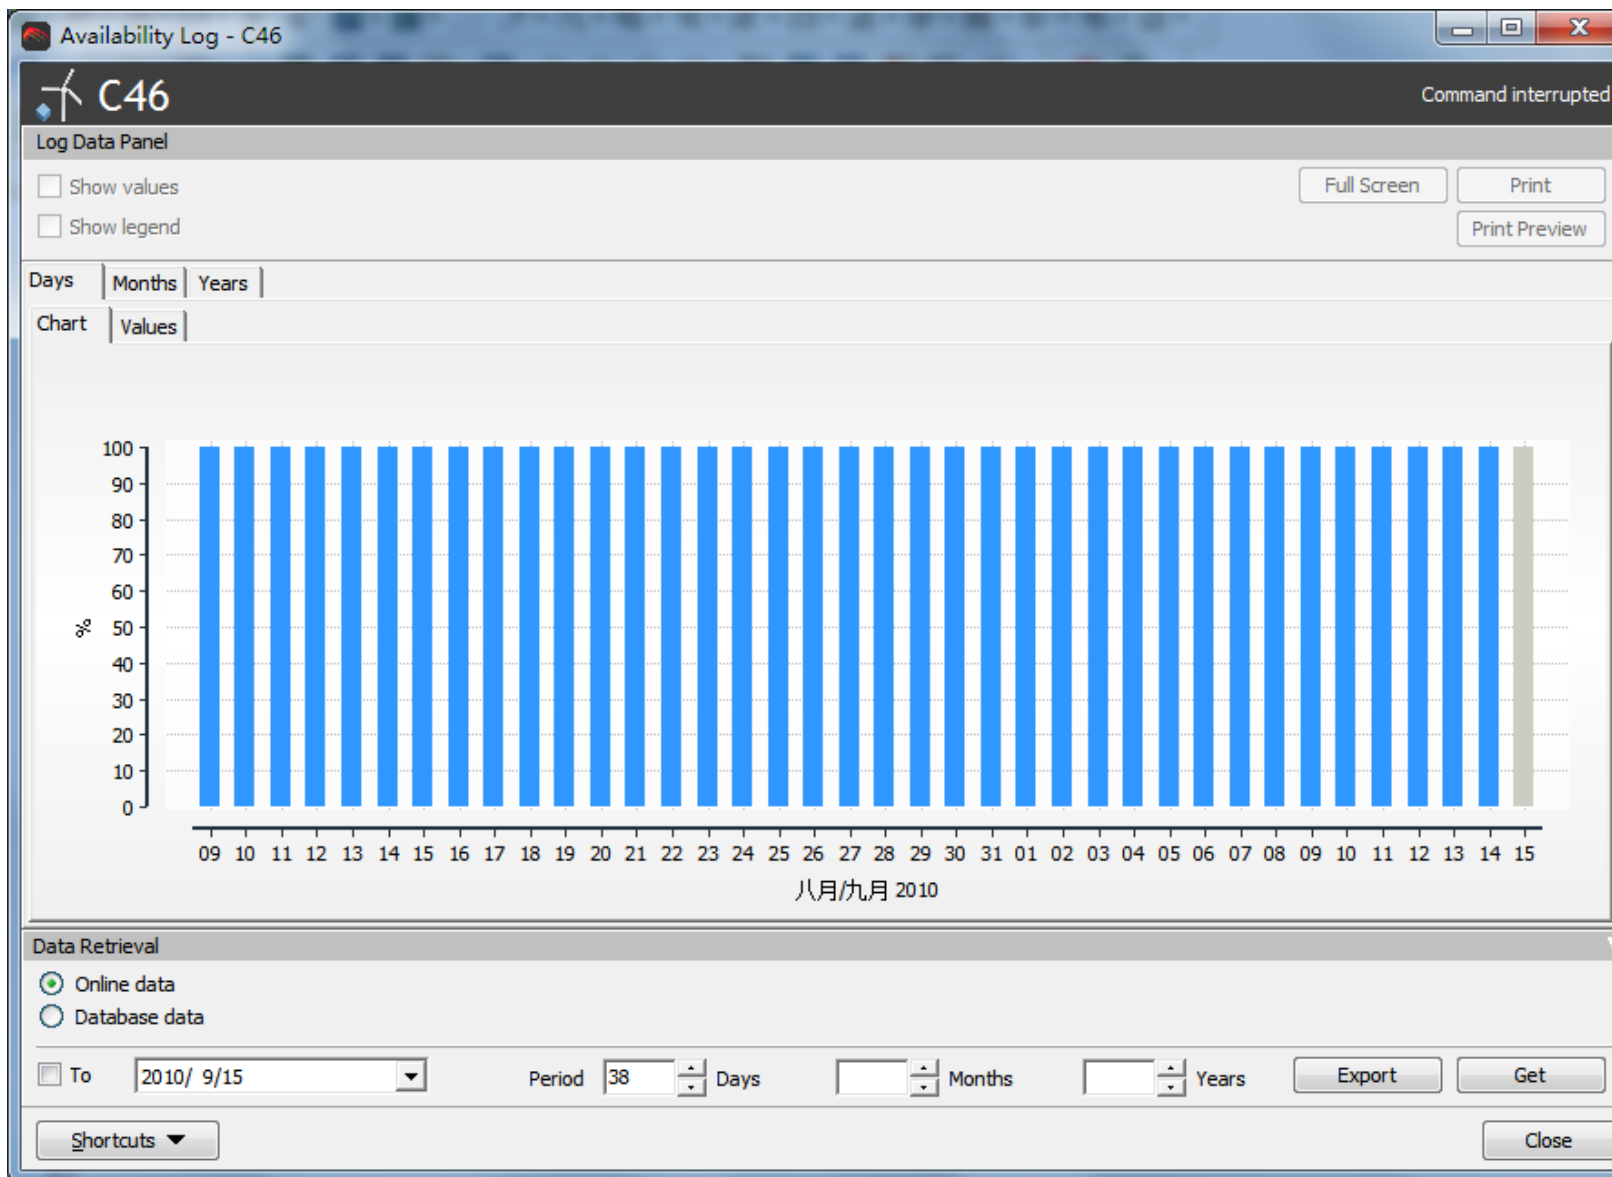 Availability Log - C46
C46
Command interrupted
Log Data Panel
Show values
Full Screen
Print
Show legend
Print Preview
Days Months Years
Chart Values
100
90
80
70
60
50
40
30
20
10
0
%
09 10 11 12 13 14 15 16 17 18 19 20 21 22 23 24 25 26 27 28 29 30 31 01 02 03 04 05 06 07 08 09 10 11 12 13 14 15
八月/九月 2010
Data Retrieval
Online data
Database data
To 2010/ 9/15 Period 38 Days Months Years Export Get
Shortcuts
Close